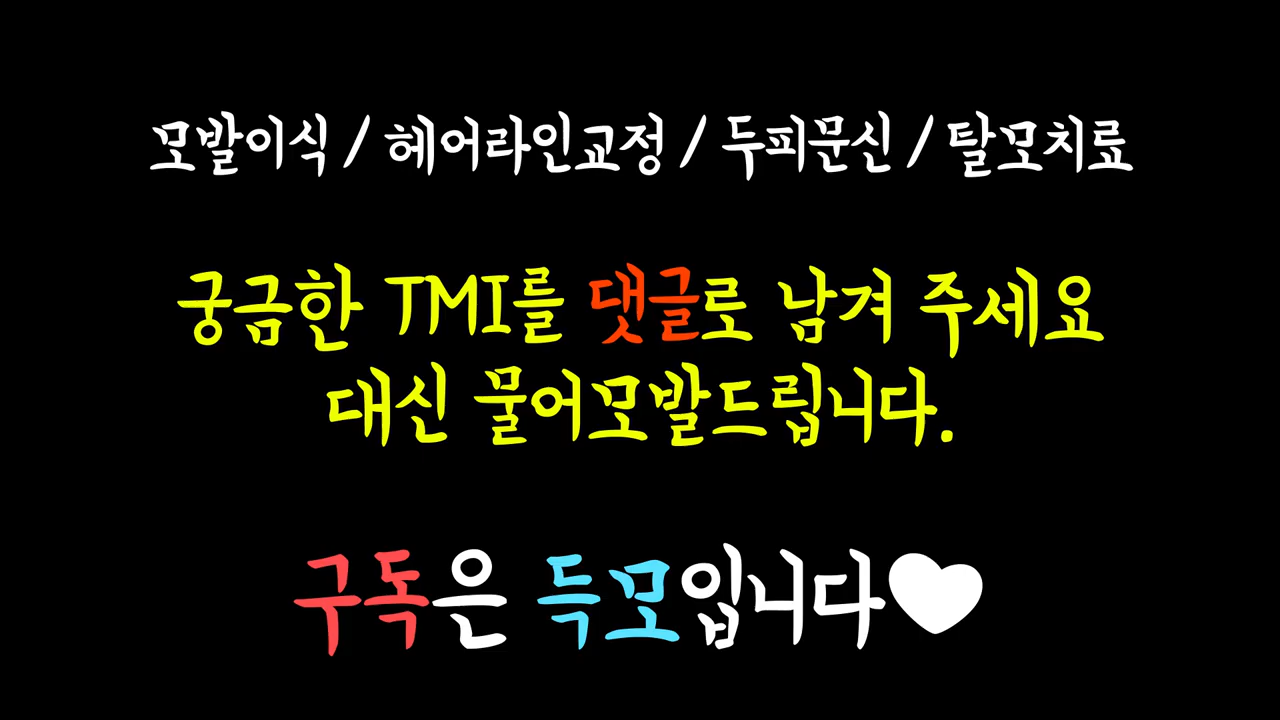 모발이식 / 헤어라인교정 / 두피문신 / 탈모치료
궁금한 TMI를 댓글로 남겨 주세요
대신 물어모발드립니다.
구독은 득모입니다♥